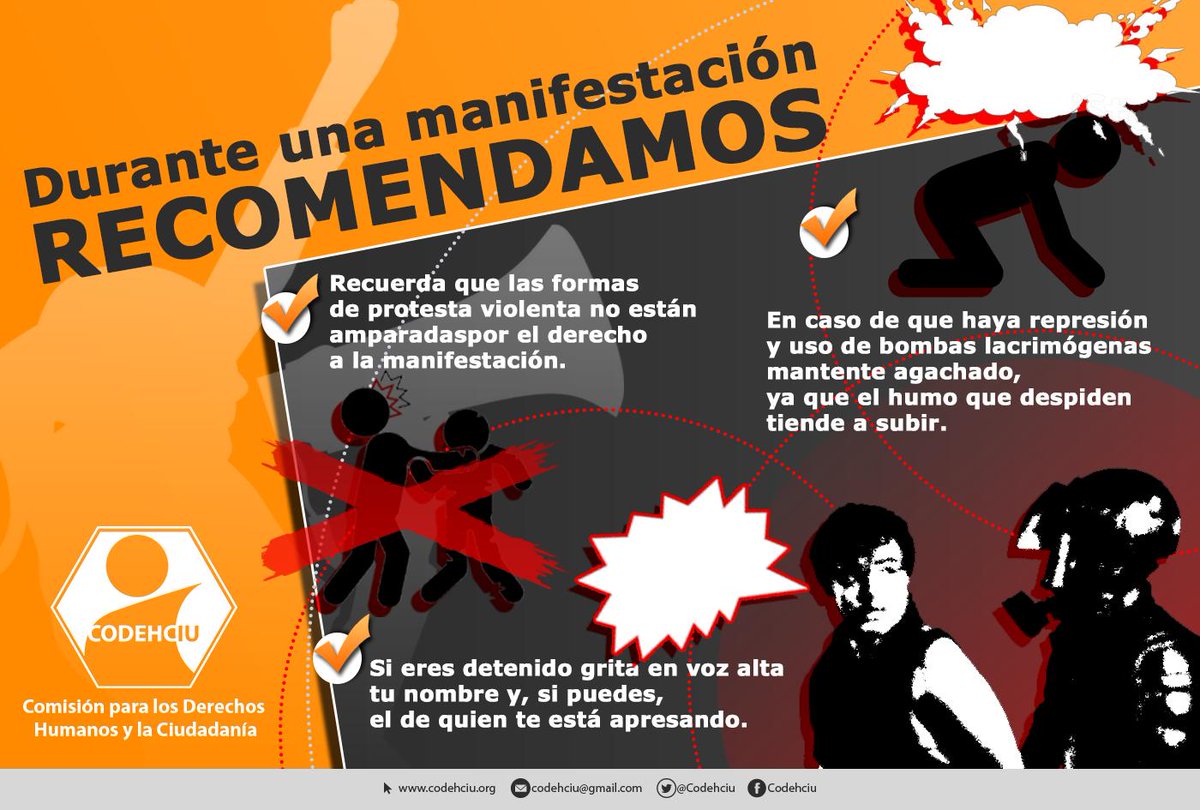 Durante una manifestación
RECOMENDAMOS
Recuerda que las formas
de protesta violenta no están
amparadaspor el derecho
a la manifestación.
En caso de que haya represión
y uso de bombas lacrimógenas
mantente agachado,
ya que el humo que despiden
tiende a subir.
Si eres detenido grita en voz alta
tu nombre y, si puedes,
el de quien te está apresando.
CODEHCIU
Comisión para los Derechos
Humanos y la Ciudadanía
www.codehciu.org codehciu@gmail.com @Codehciu Codehciu